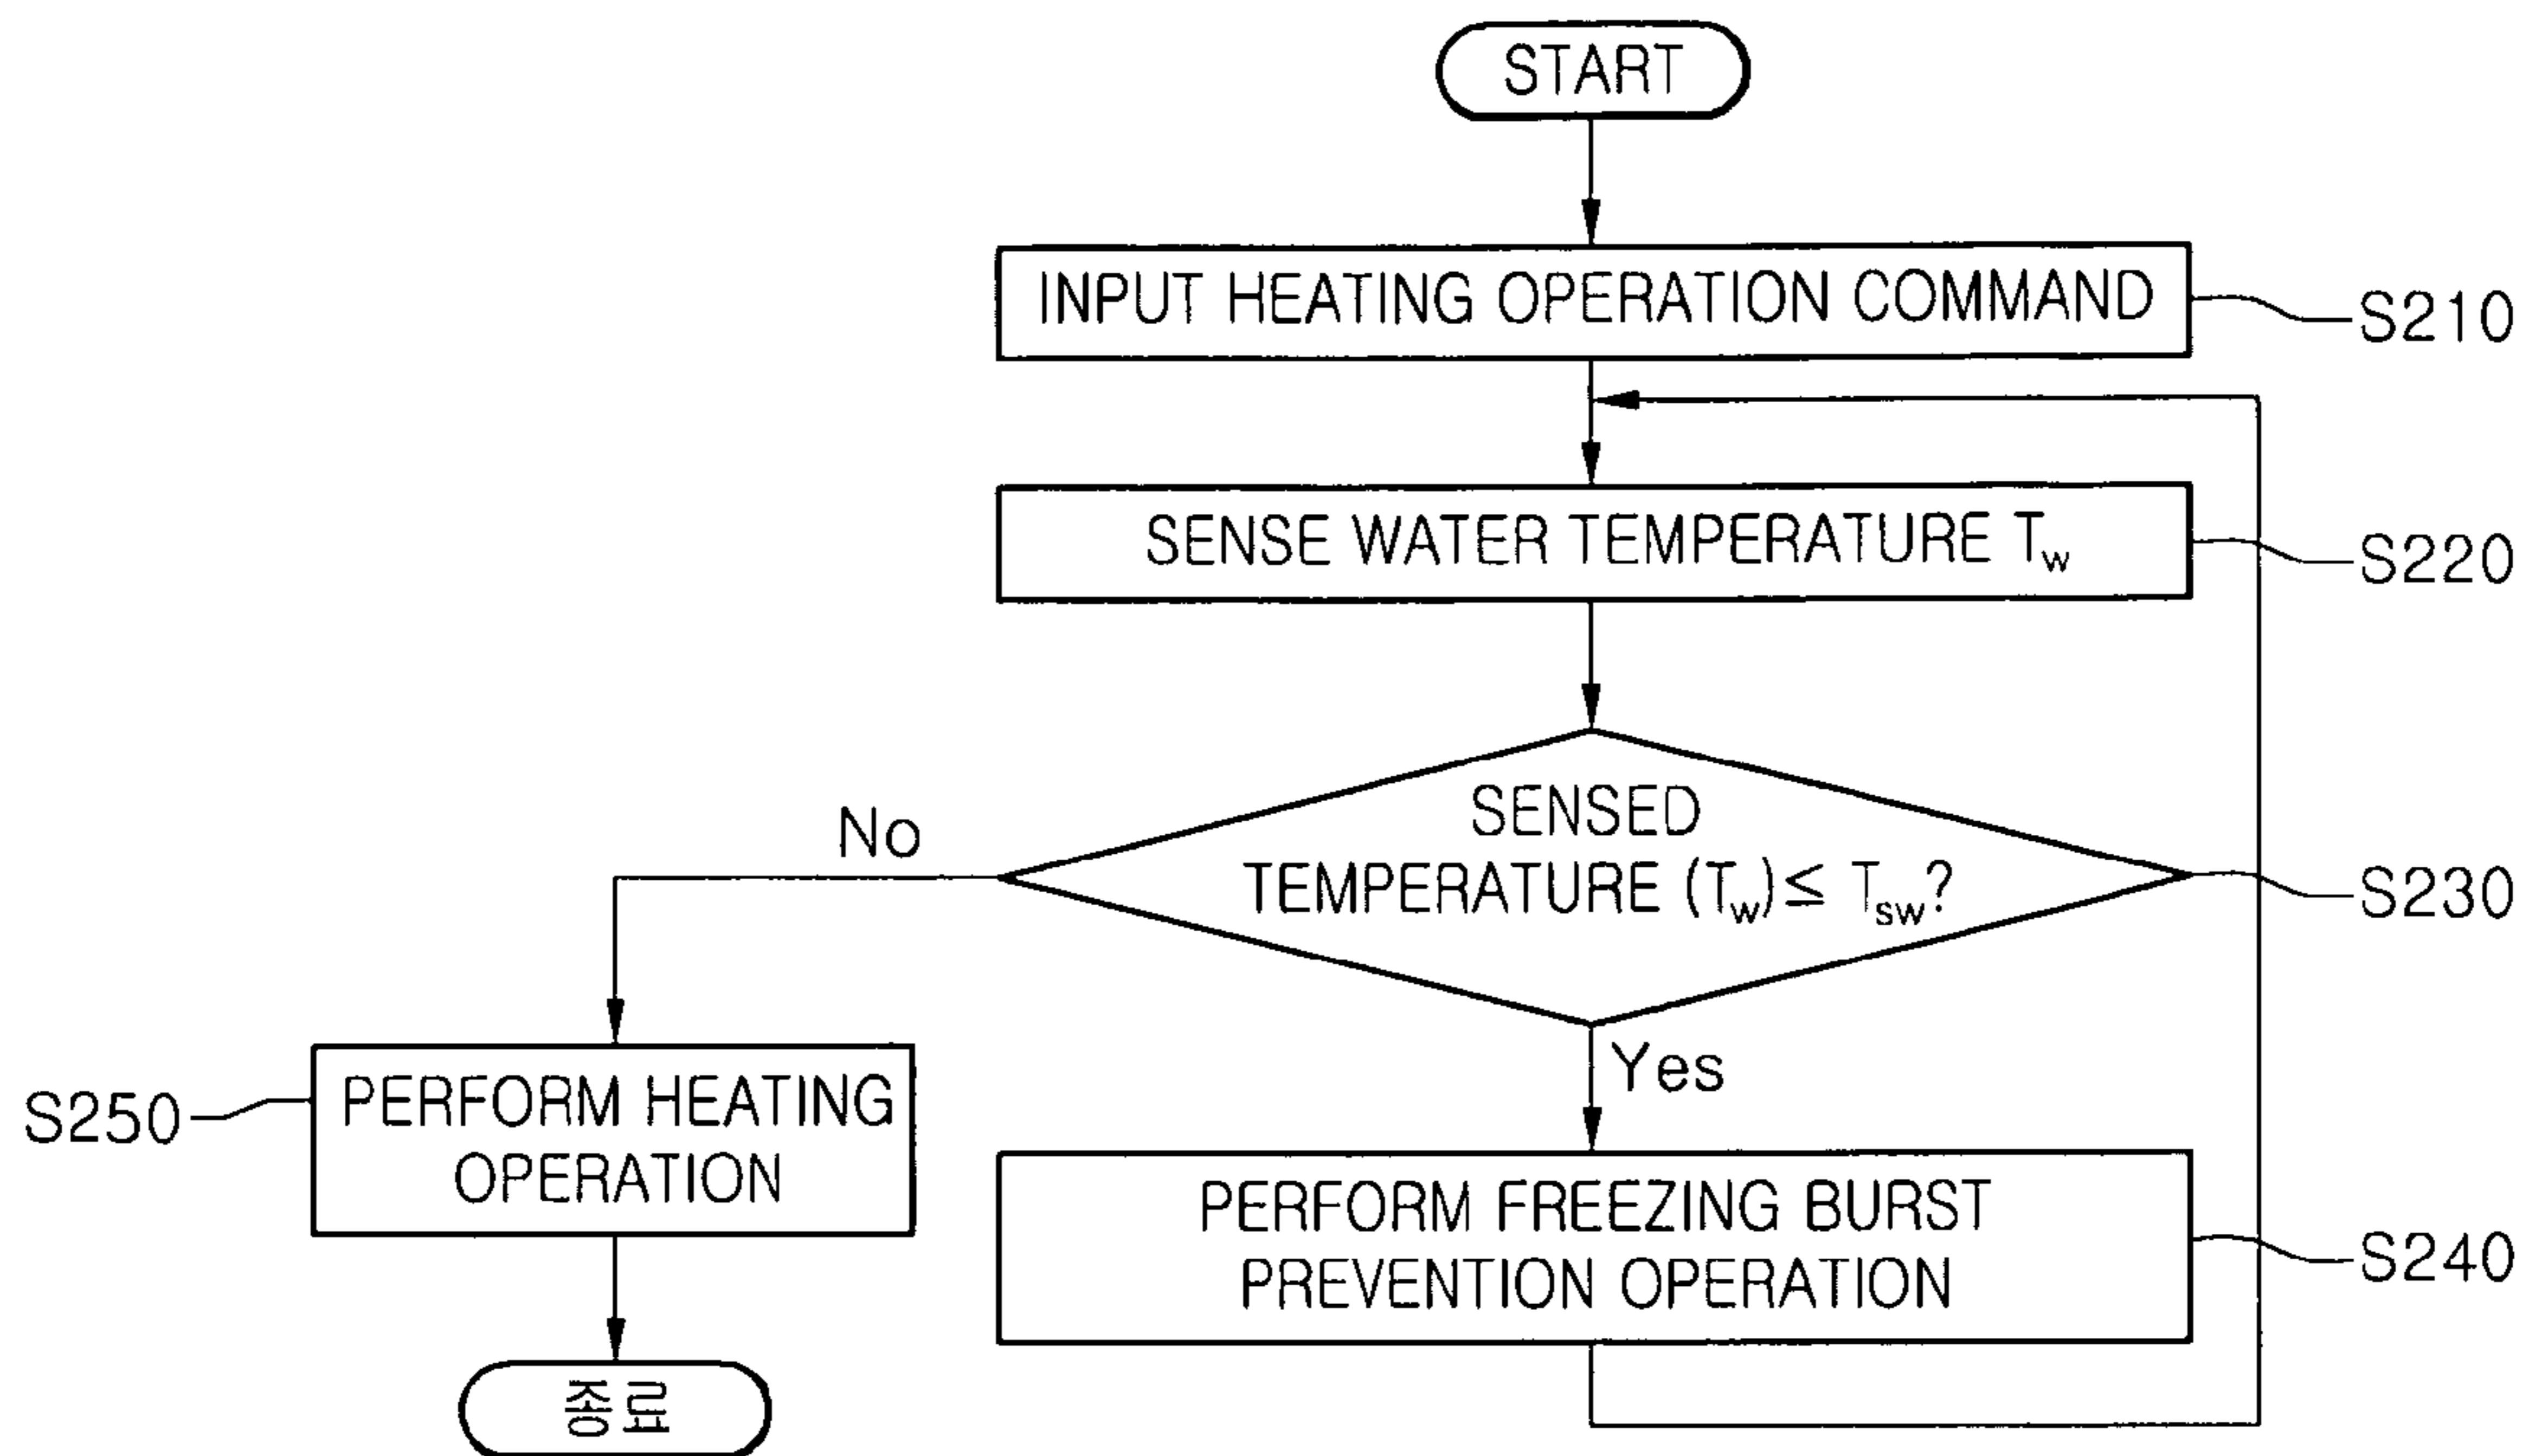 START
INPUT HEATING OPERATION COMMAND
S210
SENSE WATER TEMPERATURE Tw
S220
SENSED
TEMPERATURE (Tw)≤ Tsw?
S230
No
Yes
S250
PERFORM HEATING
OPERATION
PERFORM FREEZING BURST
PREVENTION OPERATION
S240
종료